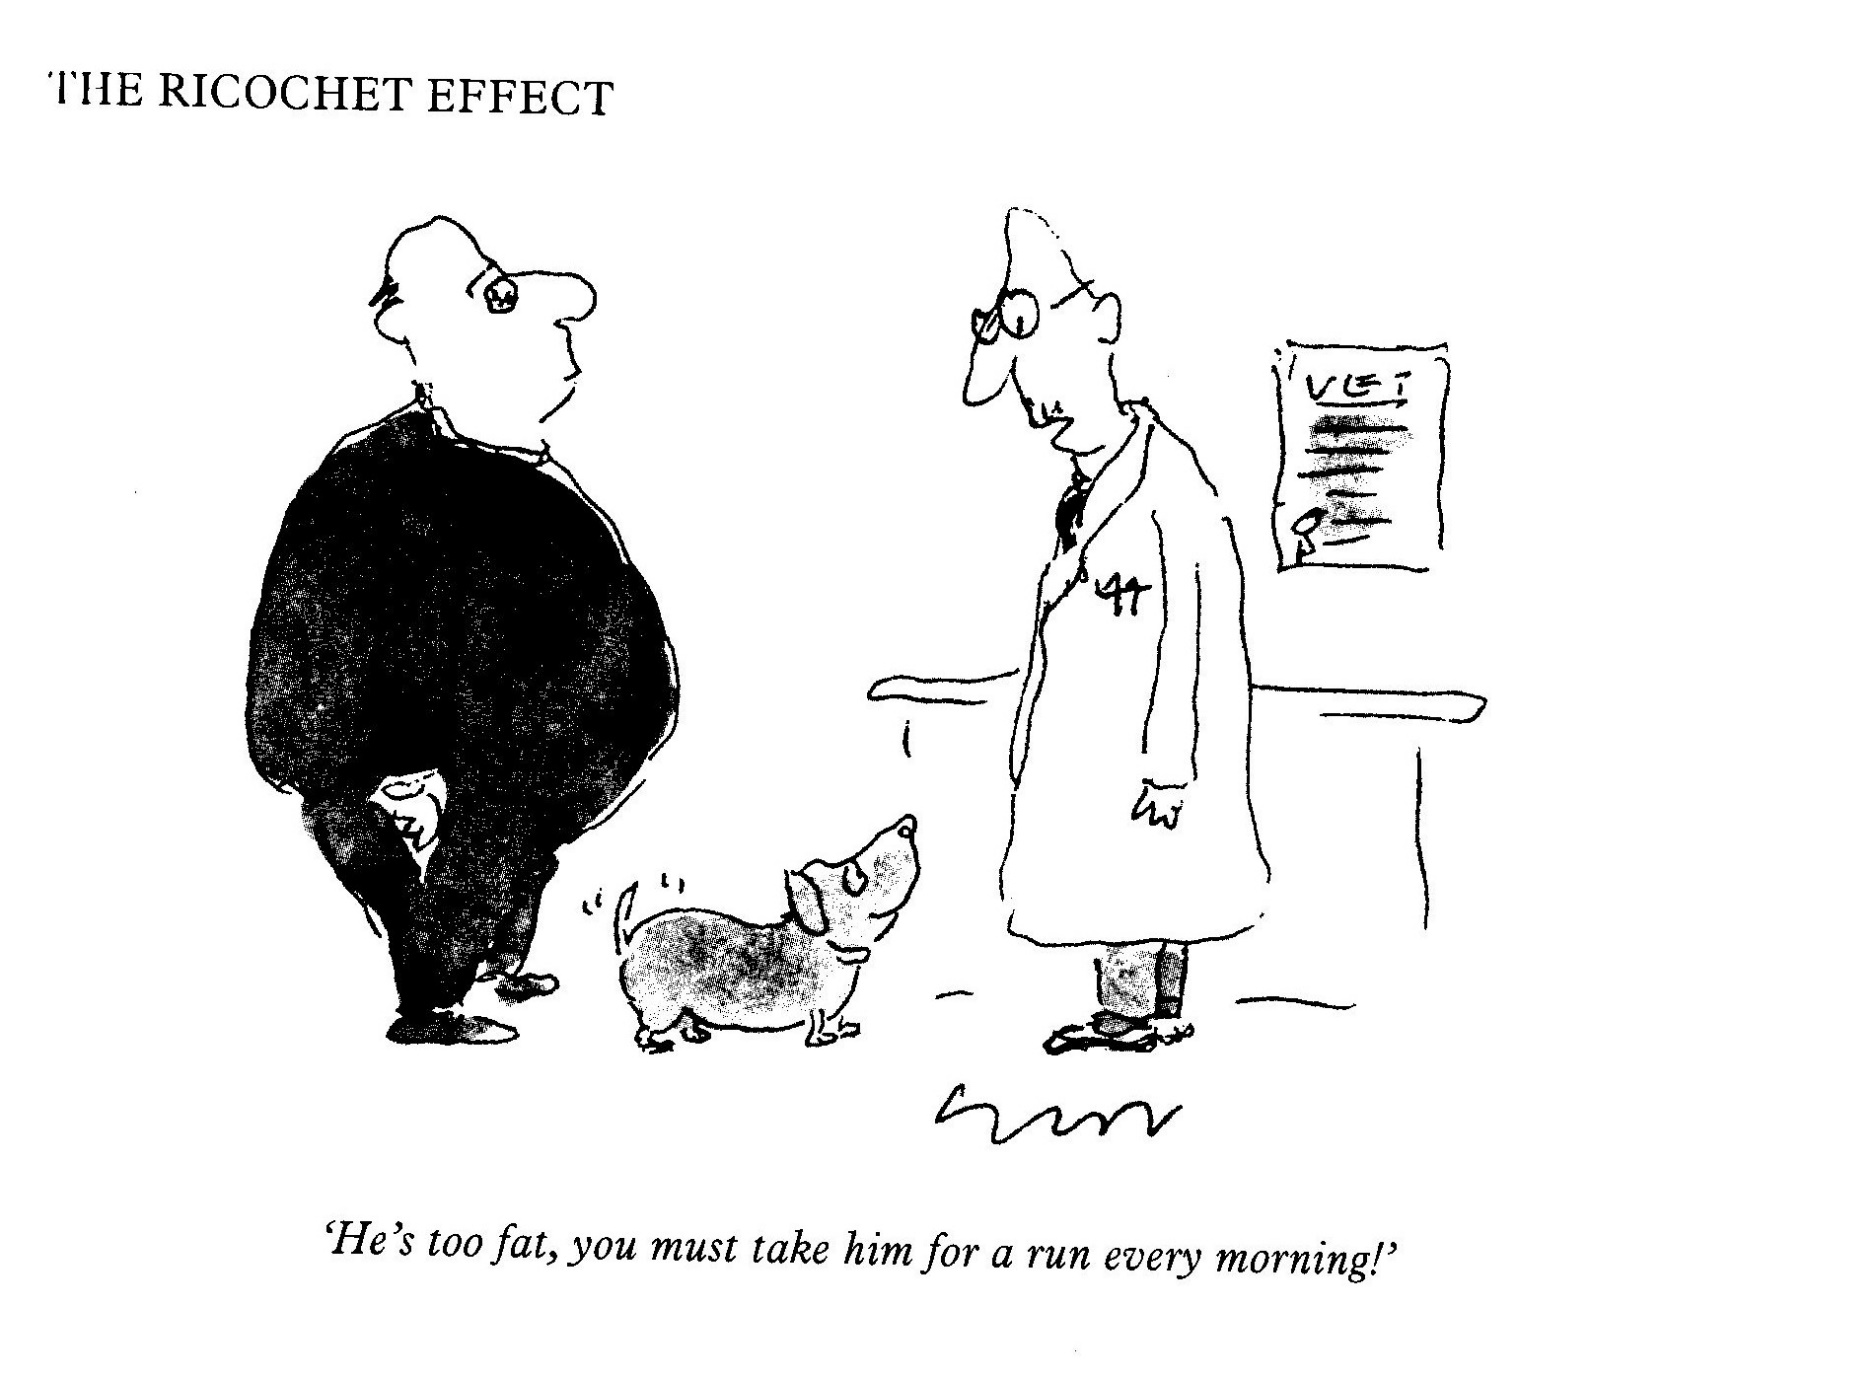 THE RICOCHET EFFECT
VET
‘He’s too fat, you must take him for a run every morning!’